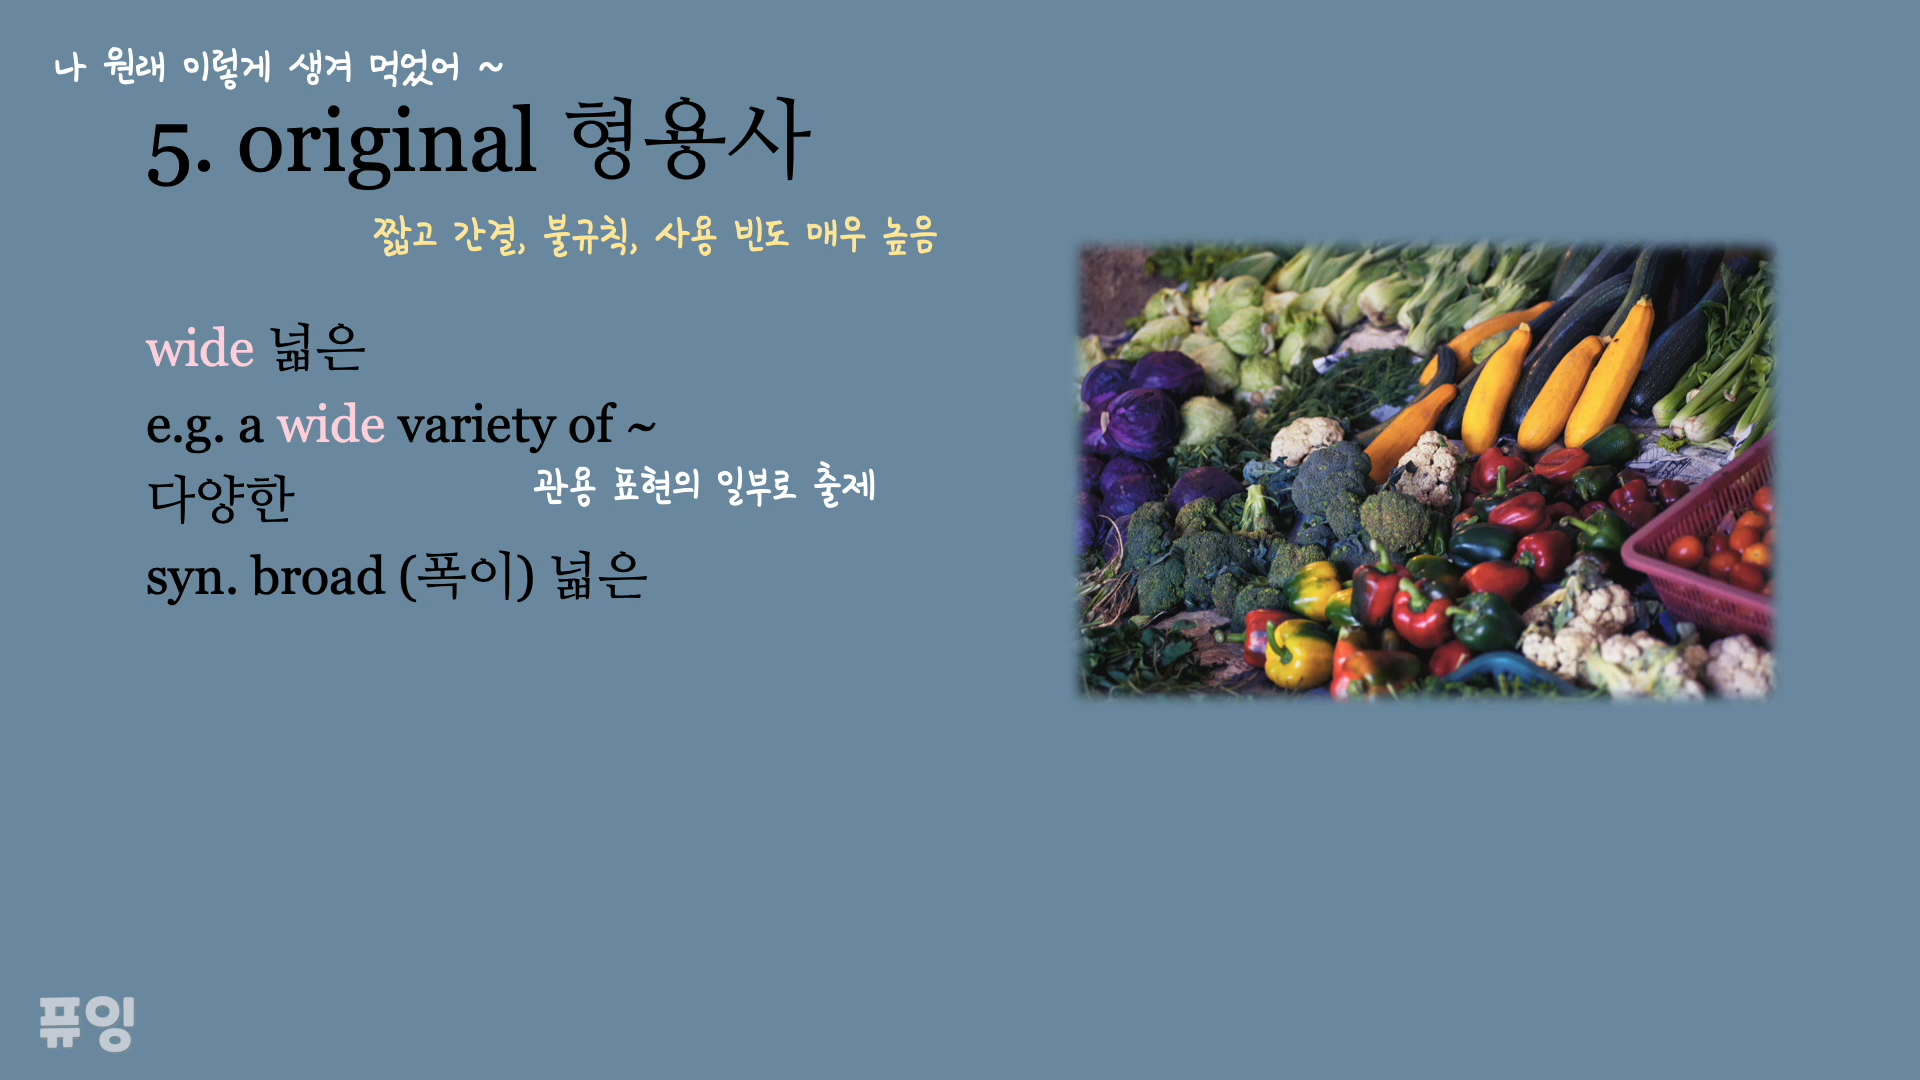 나 원래 이렇게 생겨 먹었어 ~
5. original 형용사
짧고 간결, 불규칙, 사용 빈도 매우 높음
wide 넓은
e.g. a wide variety of ~
다양한
관용 표현의 일부로 출제
syn. broad (폭이) 넓은
퓨잉